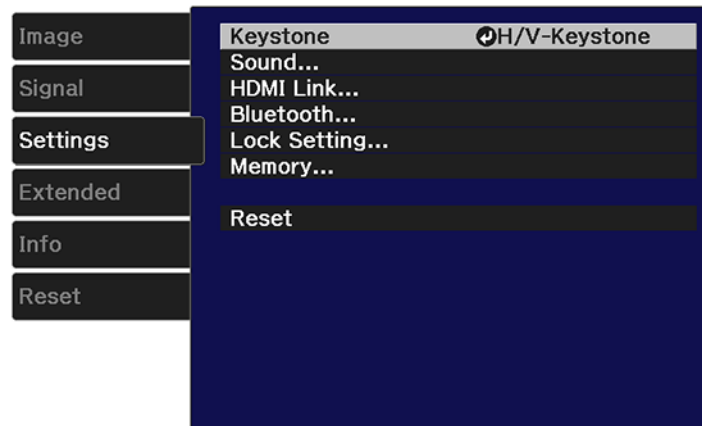 Image
Signal
Settings
Extended
Info
Reset
Keystone H/V-Keystone
Sound...
HDMI Link...
Bluetooth...
Lock Setting...
Memory...
Reset